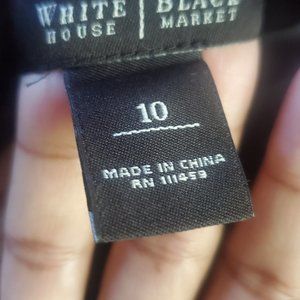 WHITE | BLACK
HOUSE | MARKET
10
MADE IN CHINA
RN 111459